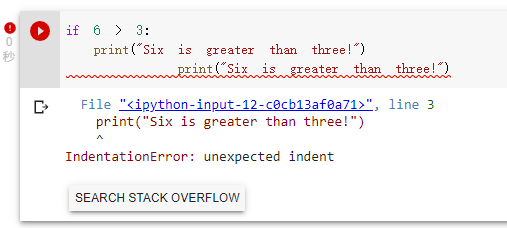 if 6 > 3:
print("Six is greater than three!")
print("Six is greater than three!")
0
秒
File "<ipython-input-12-c0cb13af0a71>", line 3
print("Six is greater than three!")
^
IndentationError: unexpected indent
SEARCH STACK OVERFLOW